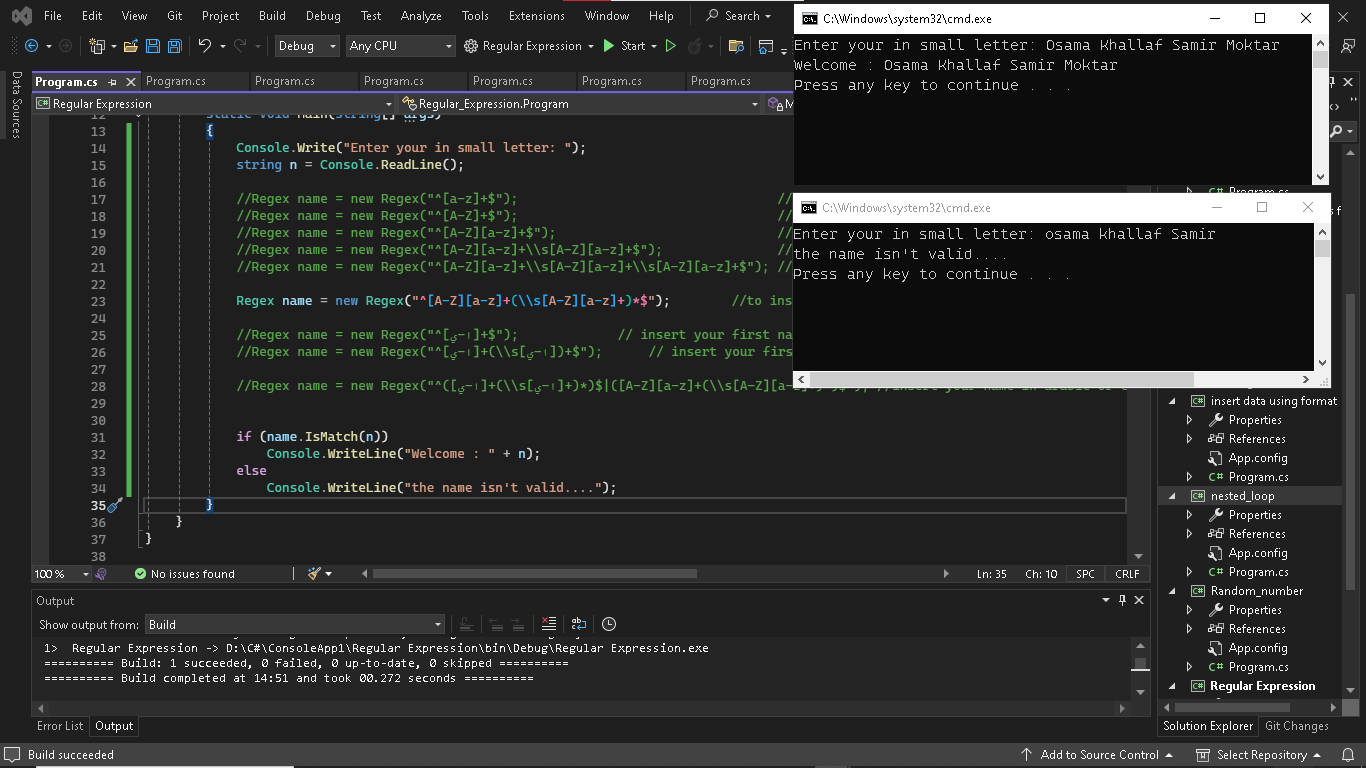 File Edit View Git Project Build Debug Test Analyze Tools Extensions Window Help Search
Debug Any CPU Regular Expression Start
Program.cs Program.cs Program.cs Program.cs Program.cs Program.cs Program.cs
Data Sources
Regular Expression Regular_Expression.Program
12 static void Main(string[] args)
13 {
14 Console.Write("Enter your in small letter: ");
15 string n = Console.ReadLine();
16
17 //Regex name = new Regex("^[a-z]+$"); //
18 //Regex name = new Regex("^[A-Z]+$"); //
19 //Regex name = new Regex("^[A-Z][a-z]+$"); //
20 //Regex name = new Regex("^[A-Z][a-z]+\\s[A-Z][a-z]+$"); //
21 //Regex name = new Regex("^[A-Z][a-z]+\\s[A-Z][a-z]+\\s[A-Z][a-z]+$"); //
22
23 Regex name = new Regex("^[A-Z][a-z]+(\\s[A-Z][a-z]+)*$"); //to ins
24
25 //Regex name = new Regex("^[ا-ي]+$"); // insert your first na
26 //Regex name = new Regex("^[ا-ي]+(\\s[ا-ي])+$"); // insert your firs
27
28 //Regex name = new Regex("^([ا-ي]+(\\s[ا-ي]+)*)$|([A-Z][a-z]+(\\s[A-Z][a-z]+)*)$"); //insert your name in arabic or e
29
30
31 if (name.IsMatch(n))
32 Console.WriteLine("Welcome : " + n);
33 else
34 Console.WriteLine("the name isn't valid....");
35 }
36 }
37 }
38
100 % No issues found Ln: 35 Ch: 10 SPC CRLF
Output
Show output from: Build
1> Regular Expression -> D:\C#\ConsoleApp1\Regular Expression\bin\Debug\Regular Expression.exe
========== Build: 1 succeeded, 0 failed, 0 up-to-date, 0 skipped ==========
========== Build completed at 14:51 and took 00.272 seconds ==========
Error List Output
Build succeeded
C:\Windows\system32\cmd.exe
Enter your in small letter: Osama Khallaf Samir Moktar
Welcome : Osama Khallaf Samir Moktar
Press any key to continue . . .
C:\Windows\system32\cmd.exe
Enter your in small letter: osama Khallaf Samir
the name isn't valid....
Press any key to continue . . .
C# Program.cs
insert data using format
Properties
References
App.config
C# Program.cs
nested_loop
Properties
References
App.config
C# Program.cs
Random_number
Properties
References
App.config
C# Program.cs
Regular Expression
Solution Explorer Git Changes
Add to Source Control Select Repository